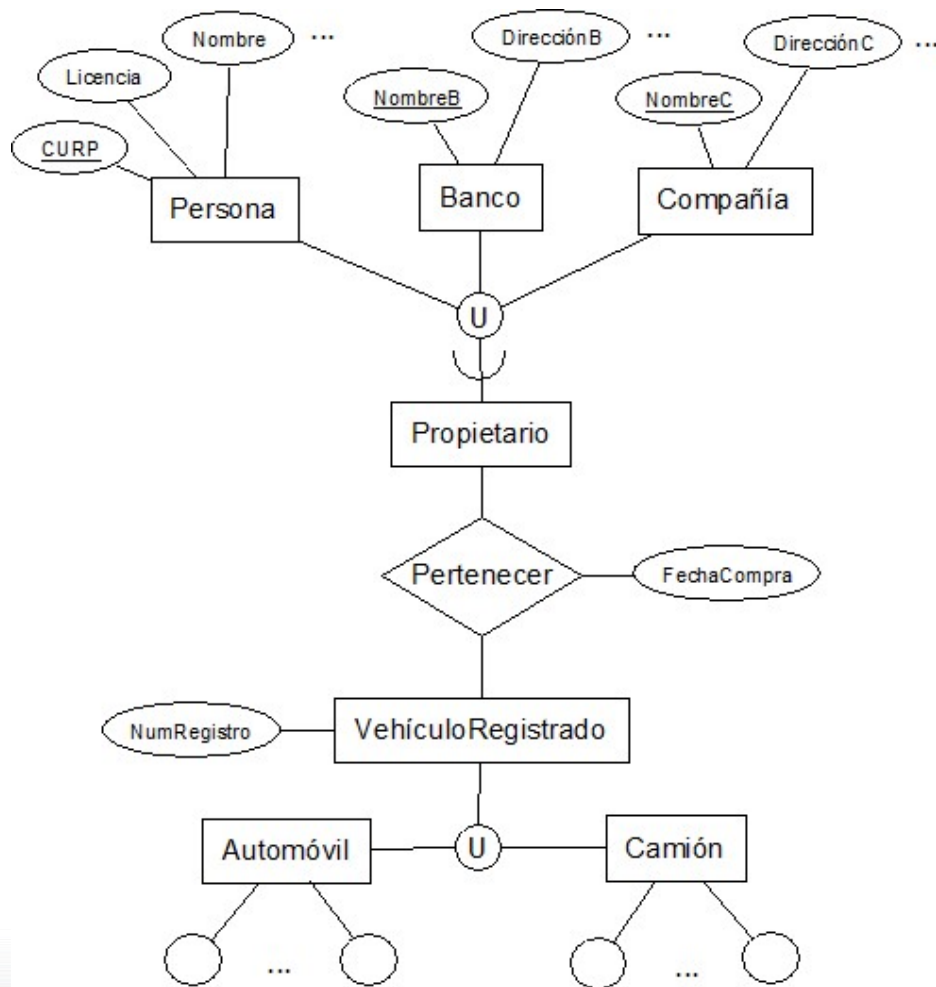 Nombre ...
DirecciónB ...
DirecciónC ...
Licencia
NombreB
NombreC
CURP
Persona
Banco
Compañía
U
Propietario
Pertenecer
FechaCompra
NumRegistro
VehículoRegistrado
Automóvil
U
Camión
...
...